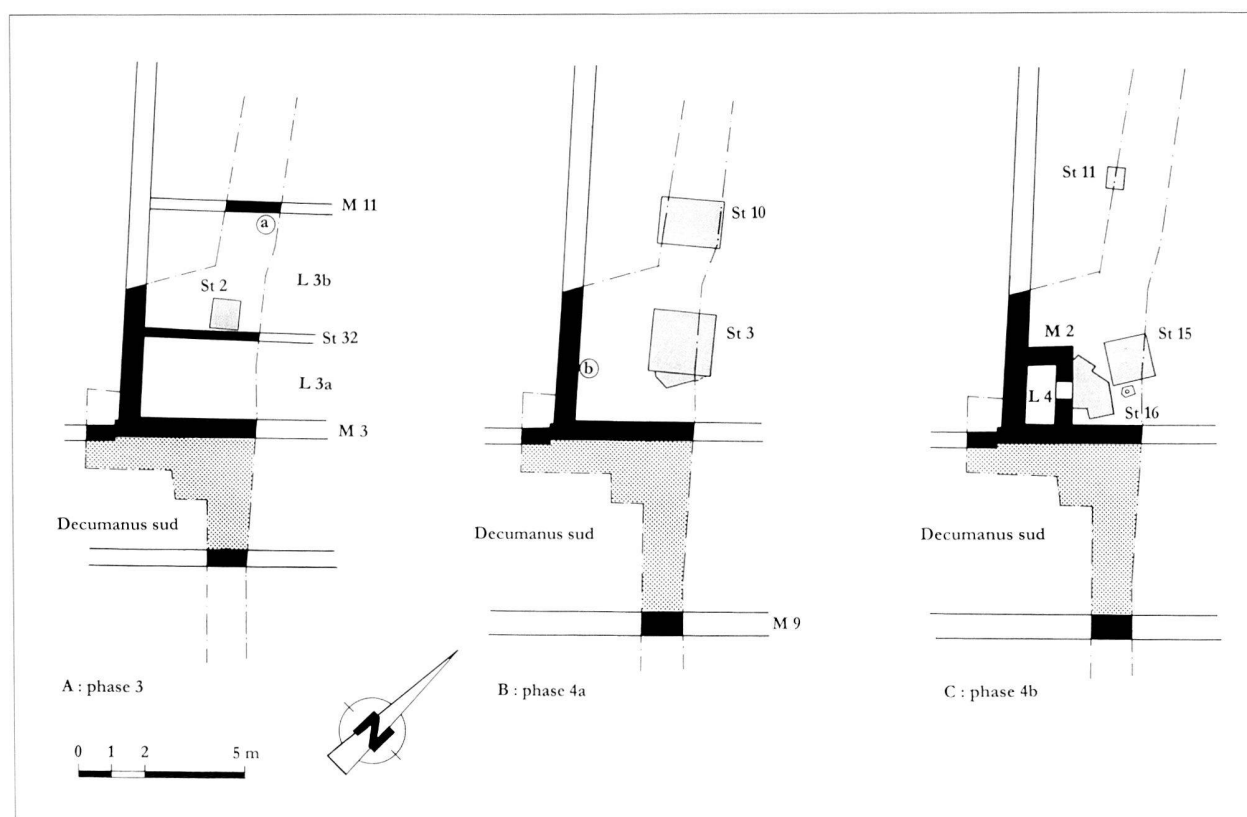 M 11
a
L 3b
St 2
St 32
L 3a
M 3
Decumanus sud
A : phase 3
St 10
St 3
b
Decumanus sud
M 9
B : phase 4a
St 11
M 2
St 15
L 4
St 16
Decumanus sud
C : phase 4b
N
0 1 2 5 m